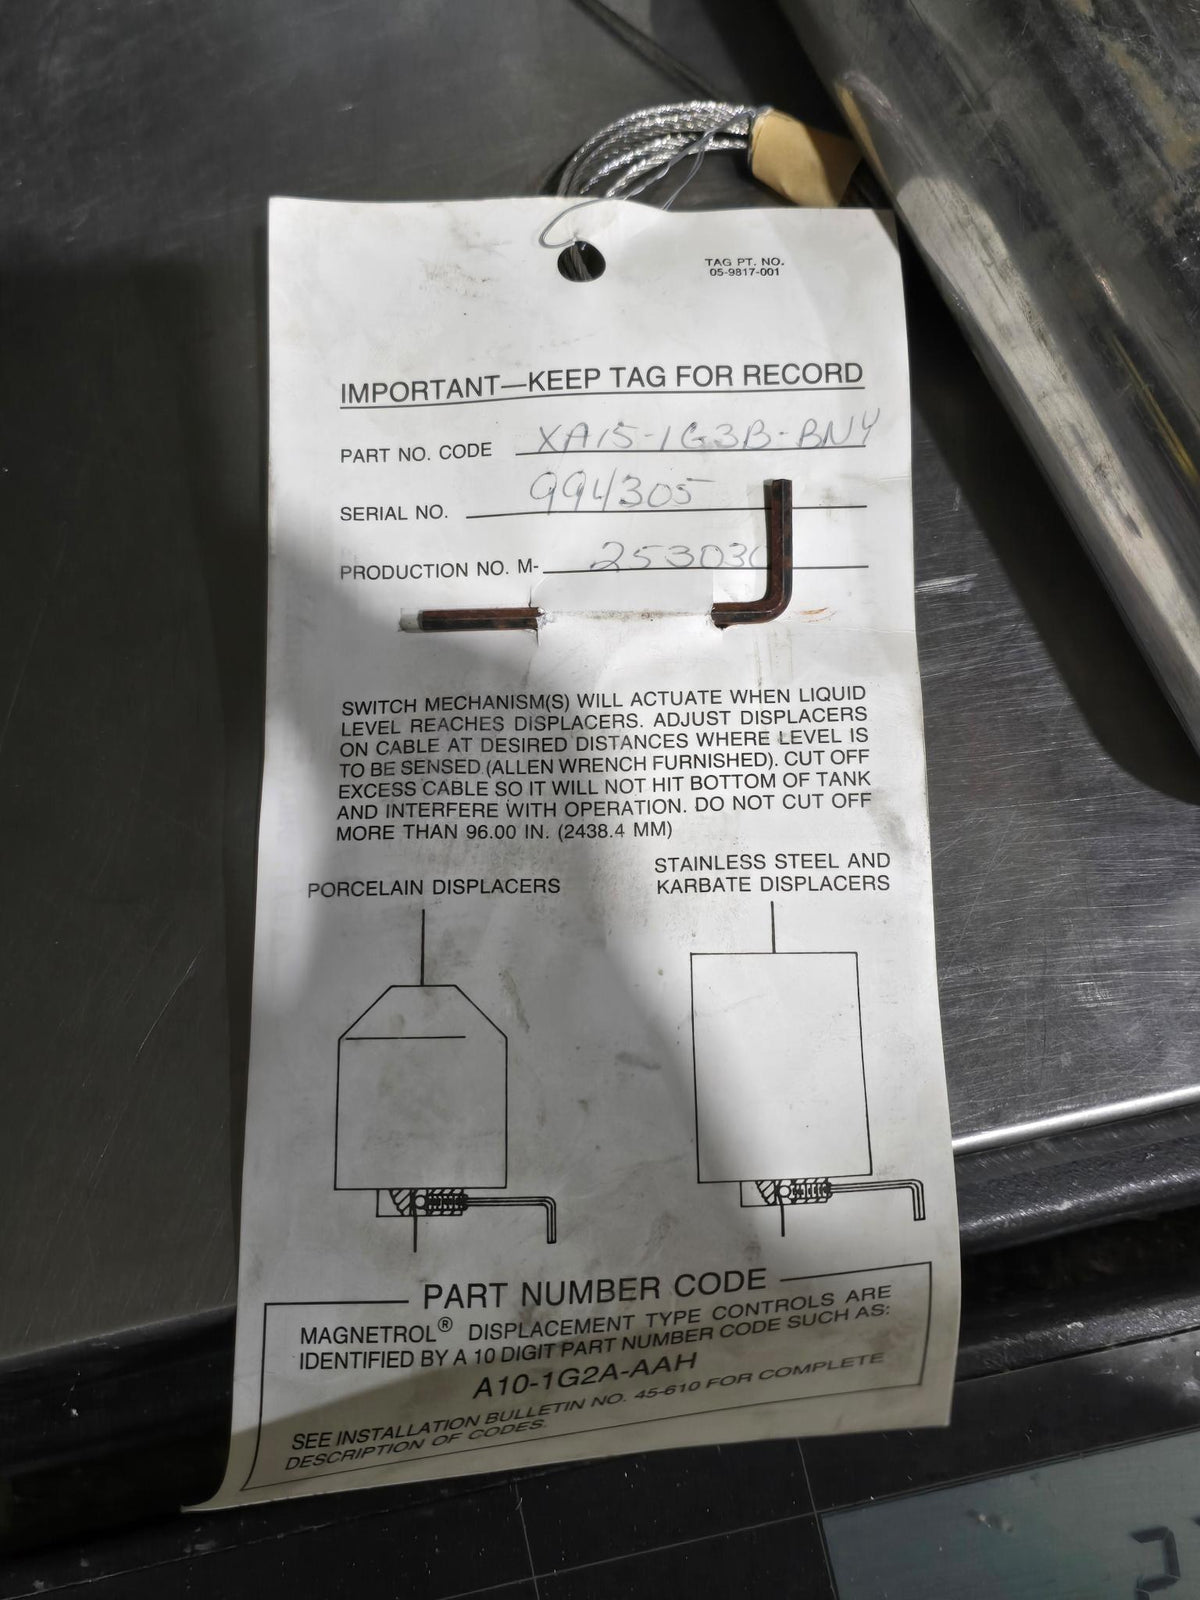 TAG PT. NO.
05-9817-001
IMPORTANT—KEEP TAG FOR RECORD
PART NO. CODE XA15-1G3B-BNY
SERIAL NO. 994305
PRODUCTION NO. M-
SWITCH MECHANISM(S) WILL ACTUATE WHEN LIQUID
LEVEL REACHES DISPLACERS. ADJUST DISPLACERS
ON CABLE AT DESIRED DISTANCES WHERE LEVEL IS
TO BE SENSED (ALLEN WRENCH FURNISHED). CUT OFF
EXCESS CABLE SO IT WILL NOT HIT BOTTOM OF TANK
AND INTERFERE WITH OPERATION. DO NOT CUT OFF
MORE THAN 96.00 IN. (2438.4 MM)
PORCELAIN DISPLACERS
STAINLESS STEEL AND
KARBATE DISPLACERS
PART NUMBER CODE
MAGNETROL® DISPLACEMENT TYPE CONTROLS ARE
IDENTIFIED BY A 10 DIGIT PART NUMBER CODE SUCH AS:
A10-1G2A-AAH
SEE INSTALLATION BULLETIN NO. 45-610 FOR COMPLETE
DESCRIPTION OF CODES.